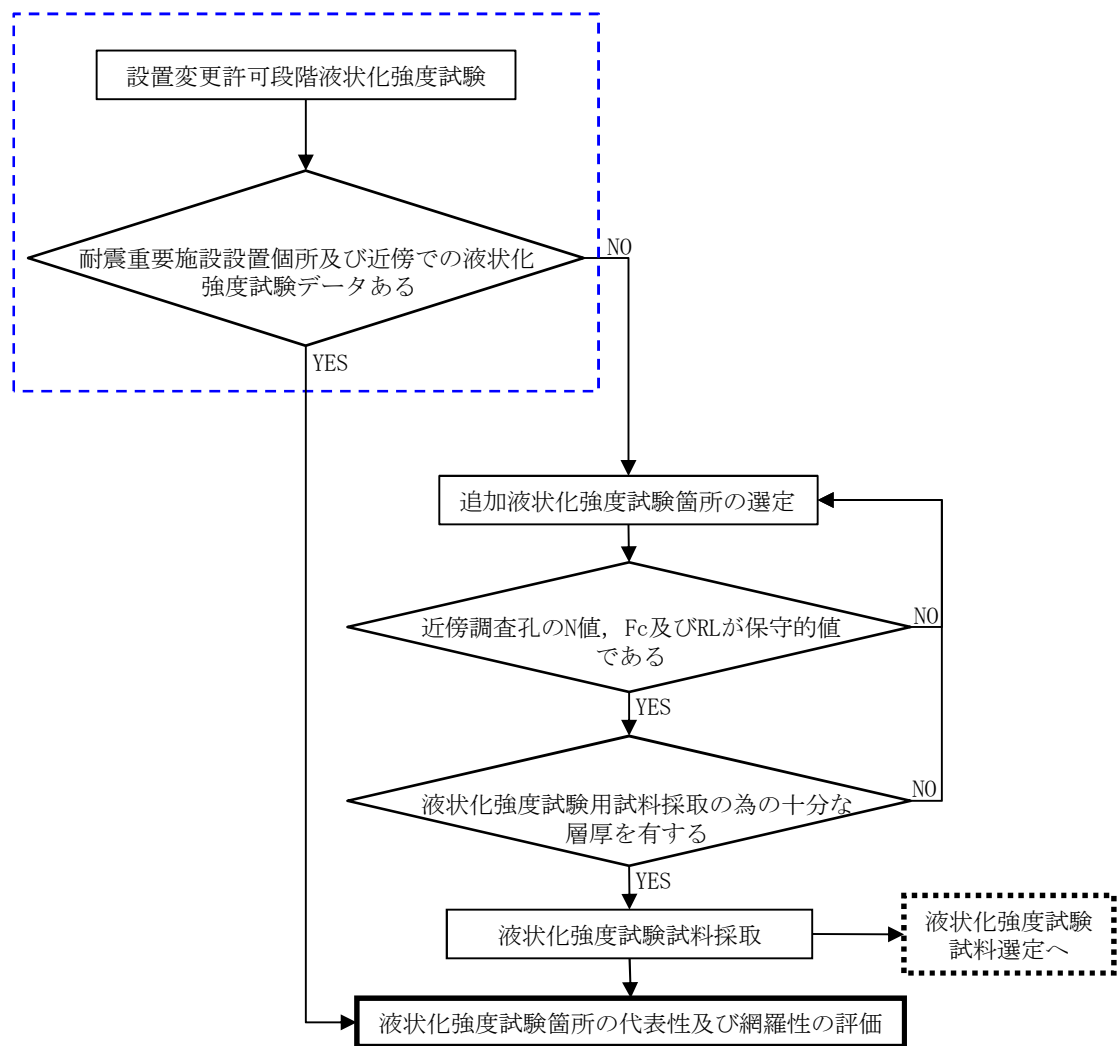 設置変更許可段階液状化強度試験
耐震重要施設設置個所及び近傍での液状化
強度試験データある
NO
YES
追加液状化強度試験箇所の選定
近傍調査孔のN値，Fc及びRLが保守的値
である
NO
YES
液状化強度試験用試料採取の為の十分な
層厚を有する
NO
YES
液状化強度試験試料採取
液状化強度試験
試料選定へ
液状化強度試験箇所の代表性及び網羅性の評価